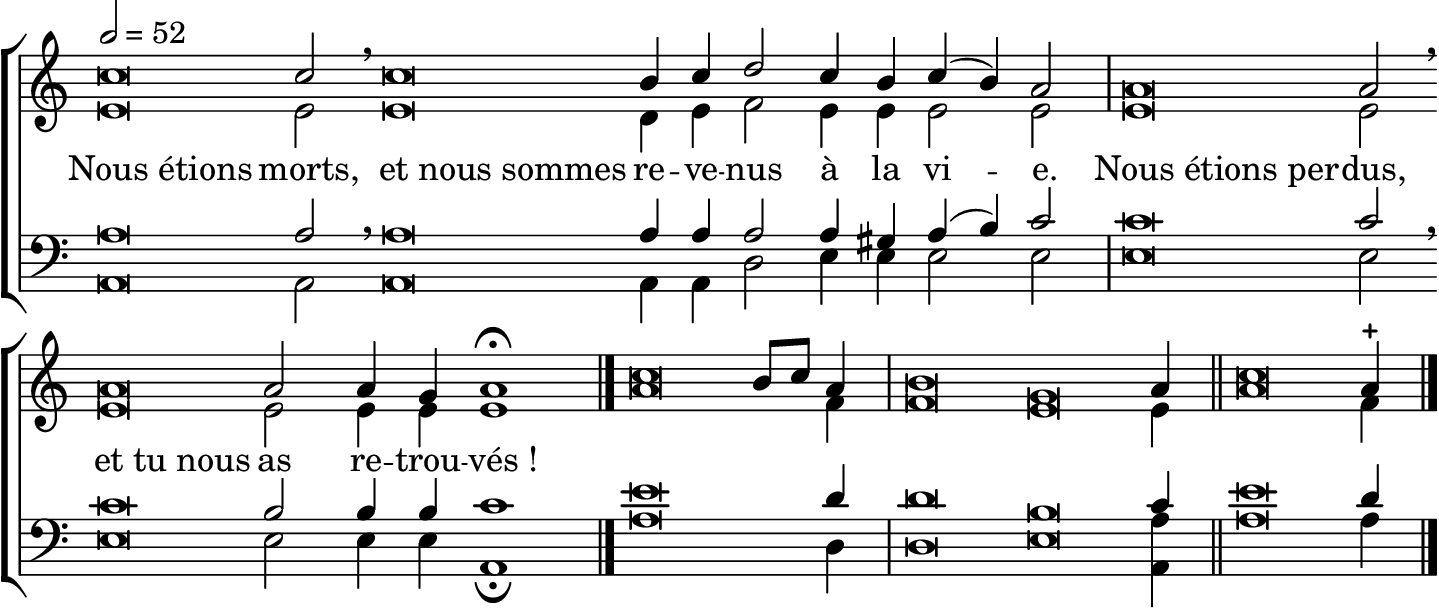 = 52
Nous étions morts, et nous sommes re -- ve -- nus à la vi -- e. Nous étions perdus,
et tu nous as re -- trou -- vés !